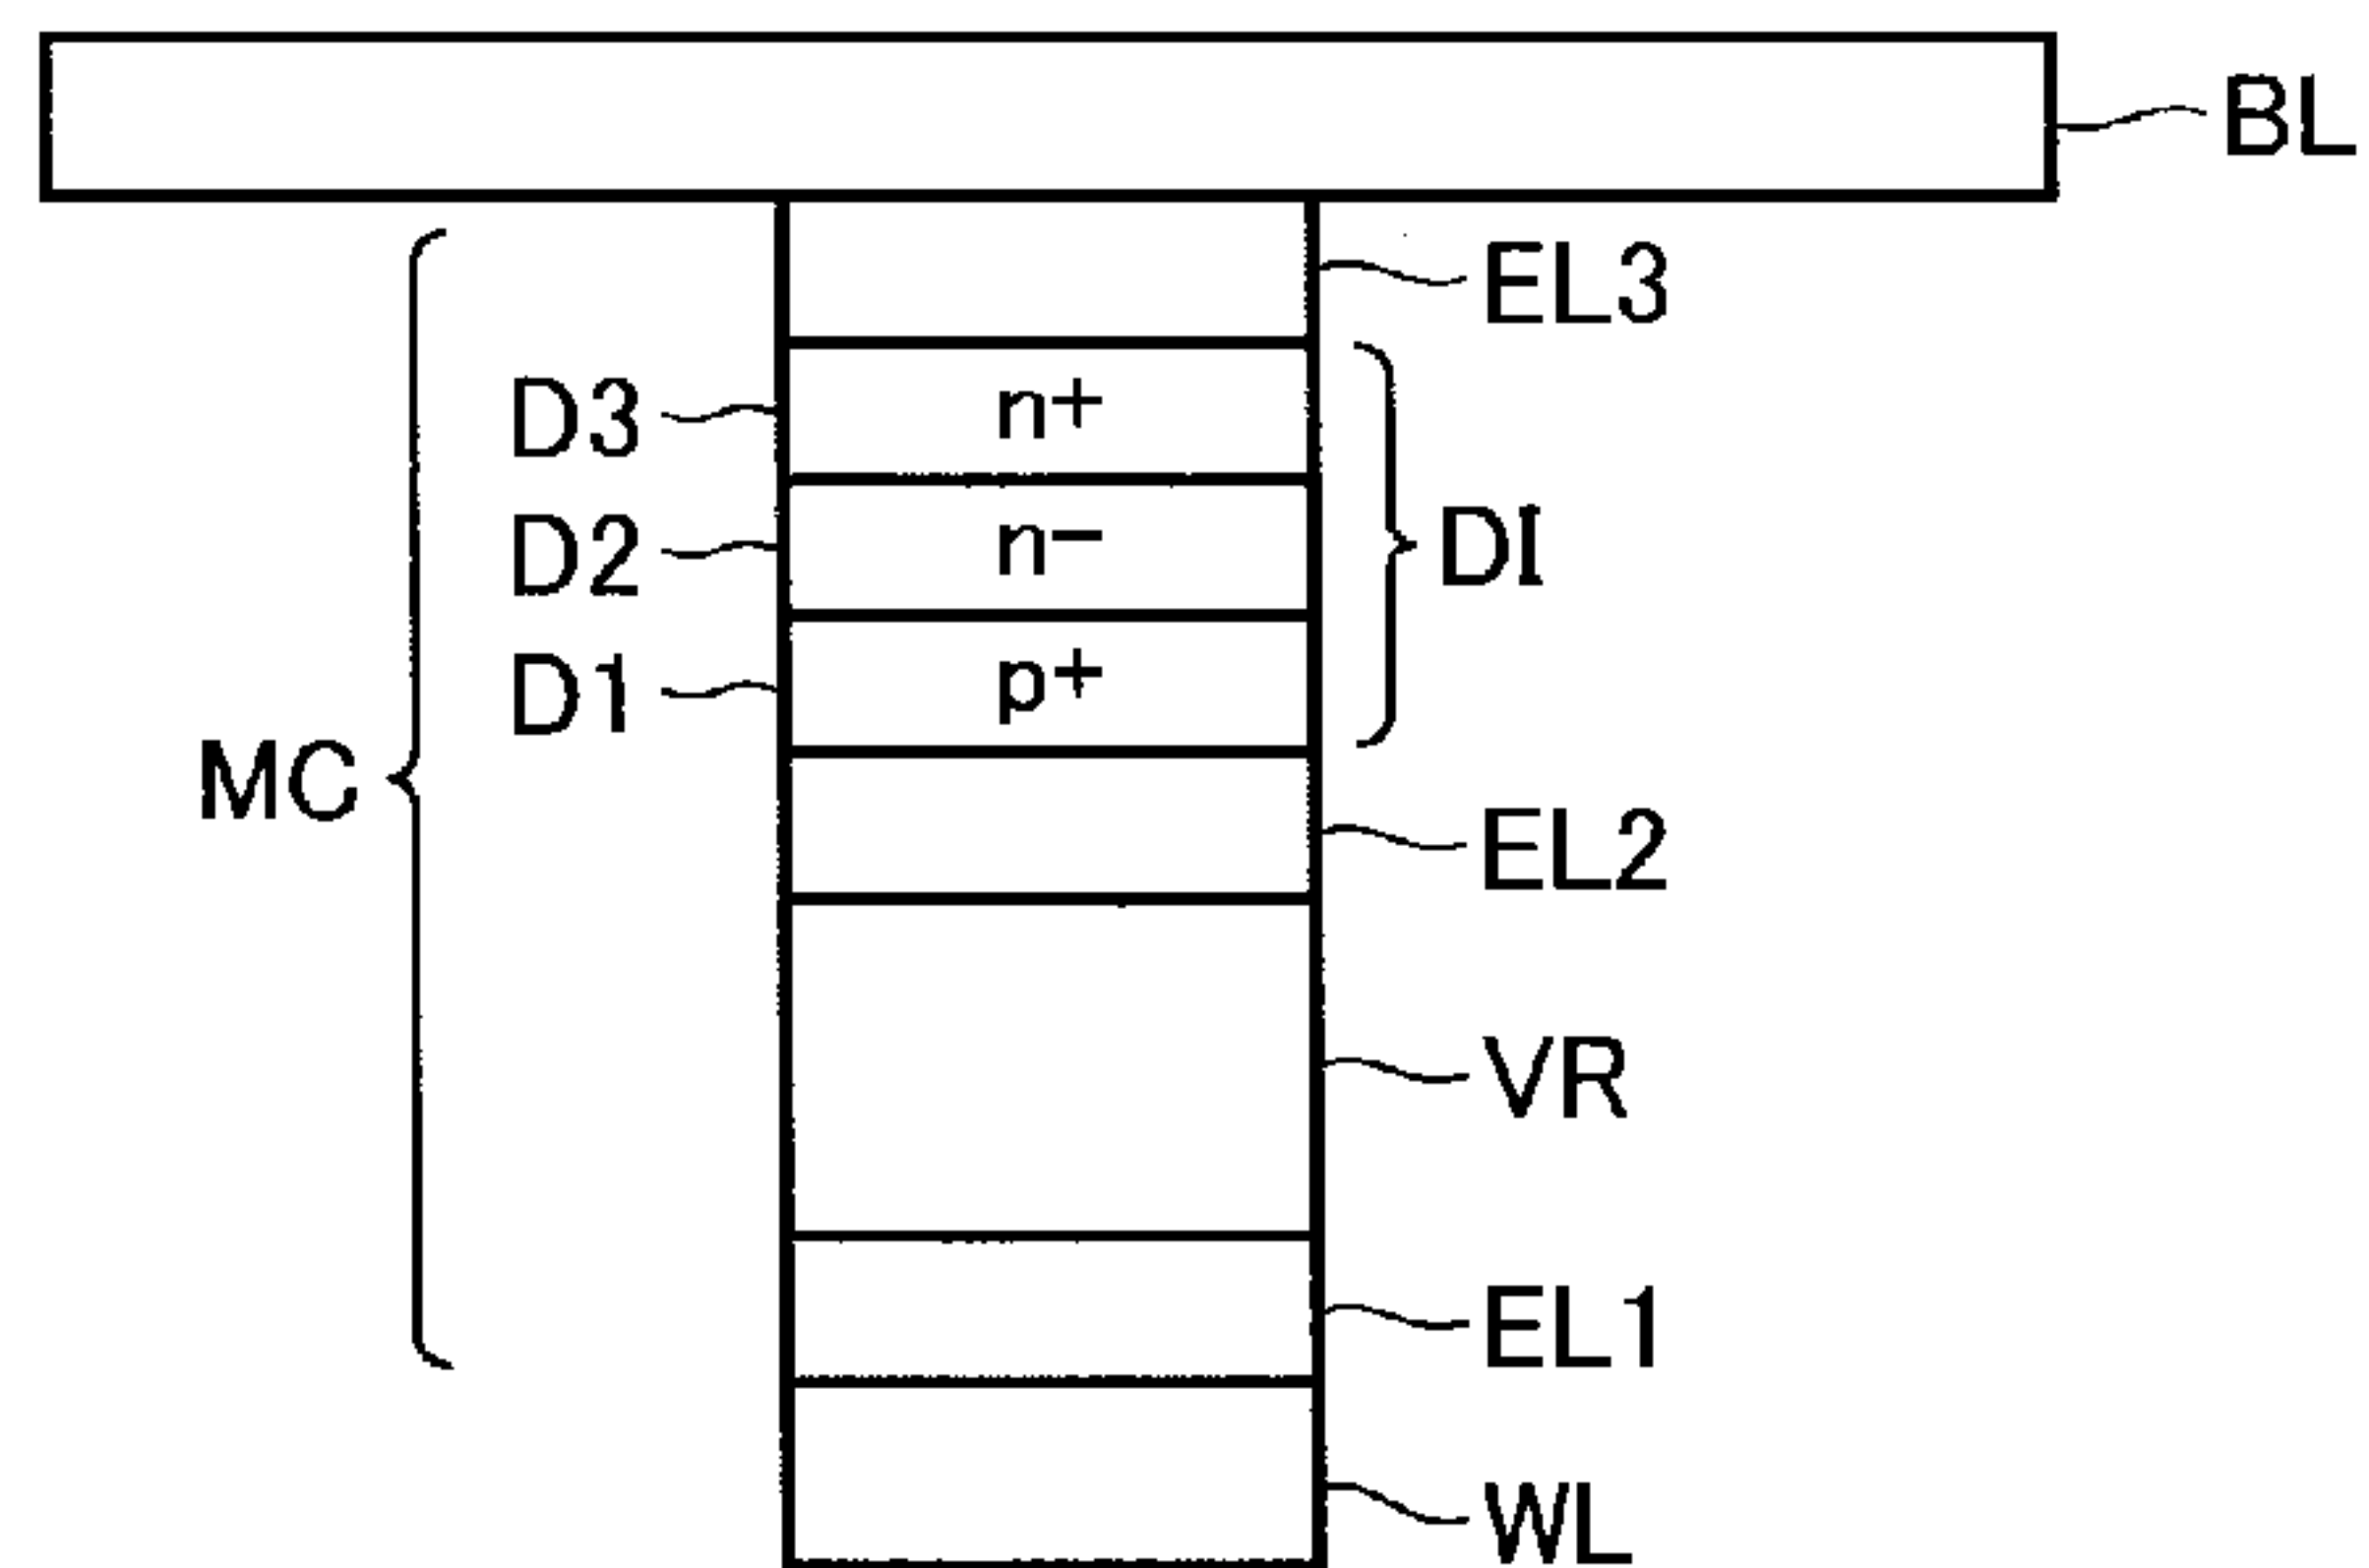 BL
EL3
D3 n+
D2 n− DI
D1 p+
MC
EL2
VR
EL1
WL